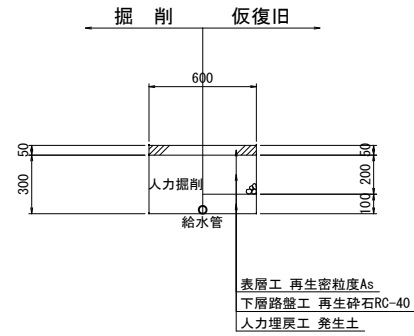 掘 削 仮復旧
600
50
300
人力掘削
給水管
50
200
100
表層工 再生密粒度As
下層路盤工 再生砕石RC-40
人力埋戻工 発生土